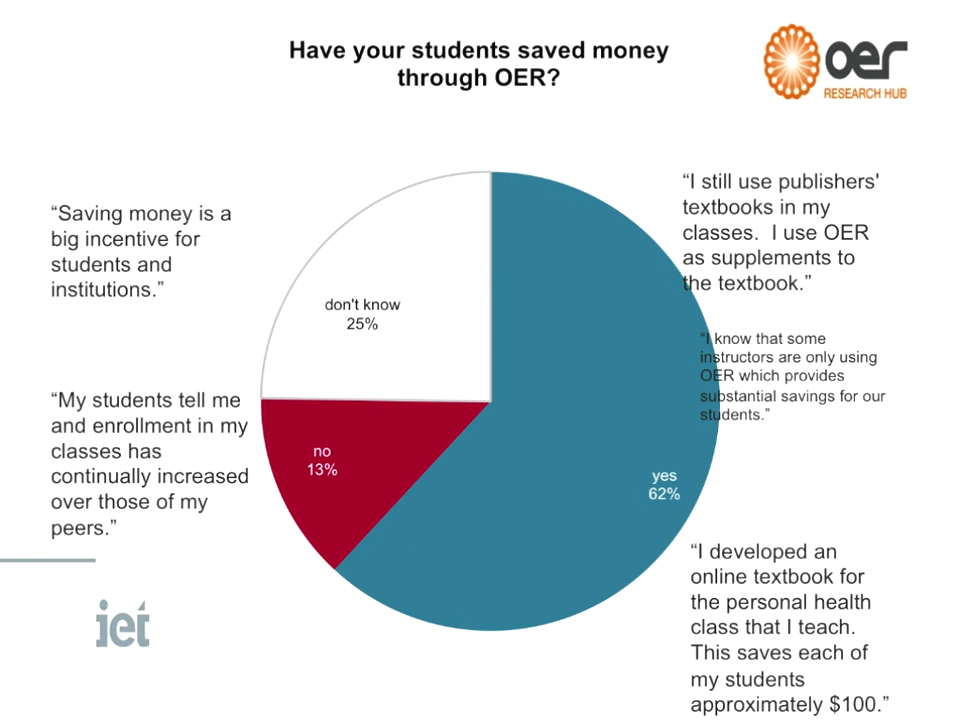 Have your students saved money
through OER?
oer
RESEARCH HUB
“Saving money is a
big incentive for
students and
institutions.”
“My students tell me
and enrollment in my
classes has
continually increased
over those of my
peers.”
don't know
25%
no
13%
yes
62%
“I still use publishers'
textbooks in my
classes.  I use OER
as supplements to
the textbook.”
“I know that some
instructors are only using
OER which provides
substantial savings for our
students.”
“I developed an
online textbook for
the personal health
class that I teach.
This saves each of
my students
approximately $100.”
iet